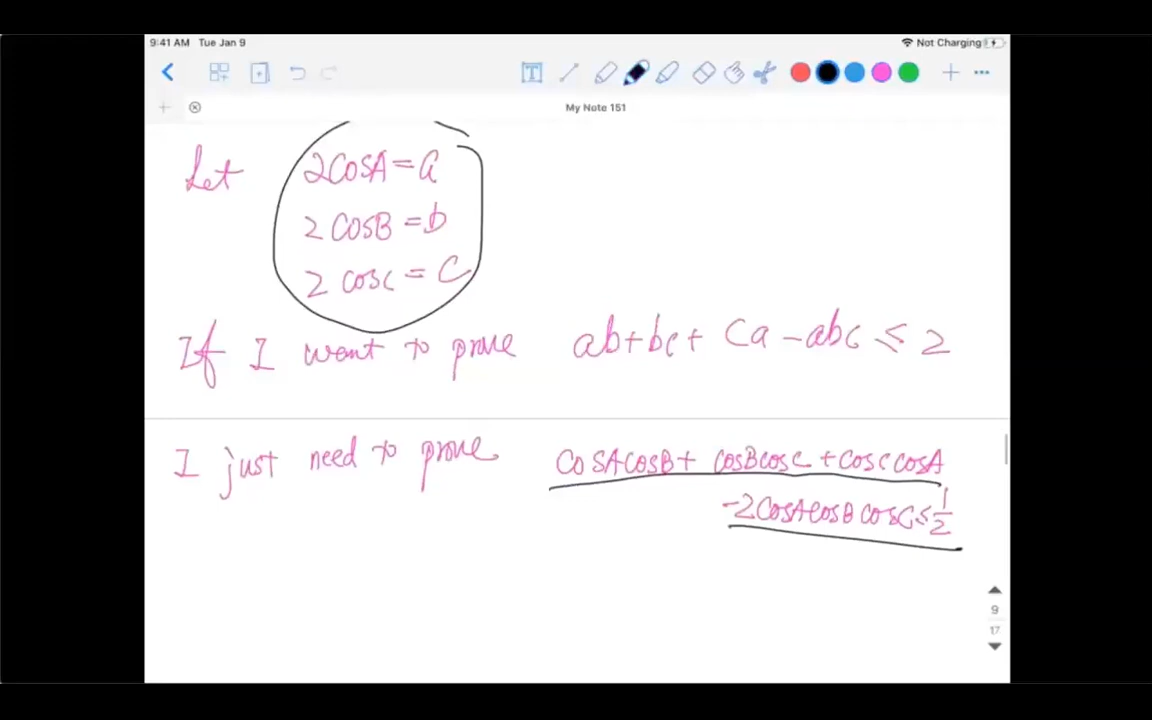 9:41 AM Tue Jan 9
Not Charging
My Note 151
Let 2cosA=a
2cosB=b
2cosc=c
If I want to prove ab+bc+ca-abc≤2
I just need to prove cosAcosB+cosBcosc+cosccosA
-2cosAcosBcosC≤1/2
9
17